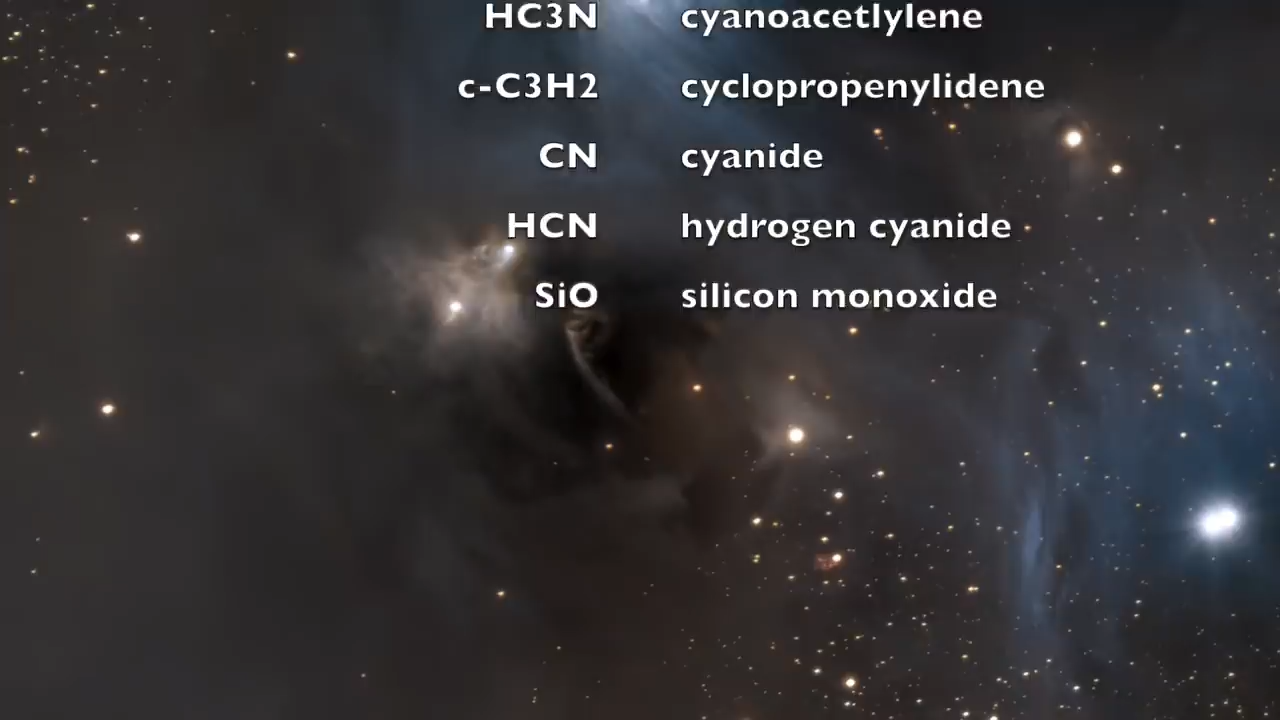 HC3N cyanoacetlylene
c-C3H2 cyclopropenylidene
CN cyanide
HCN hydrogen cyanide
SiO silicon monoxide